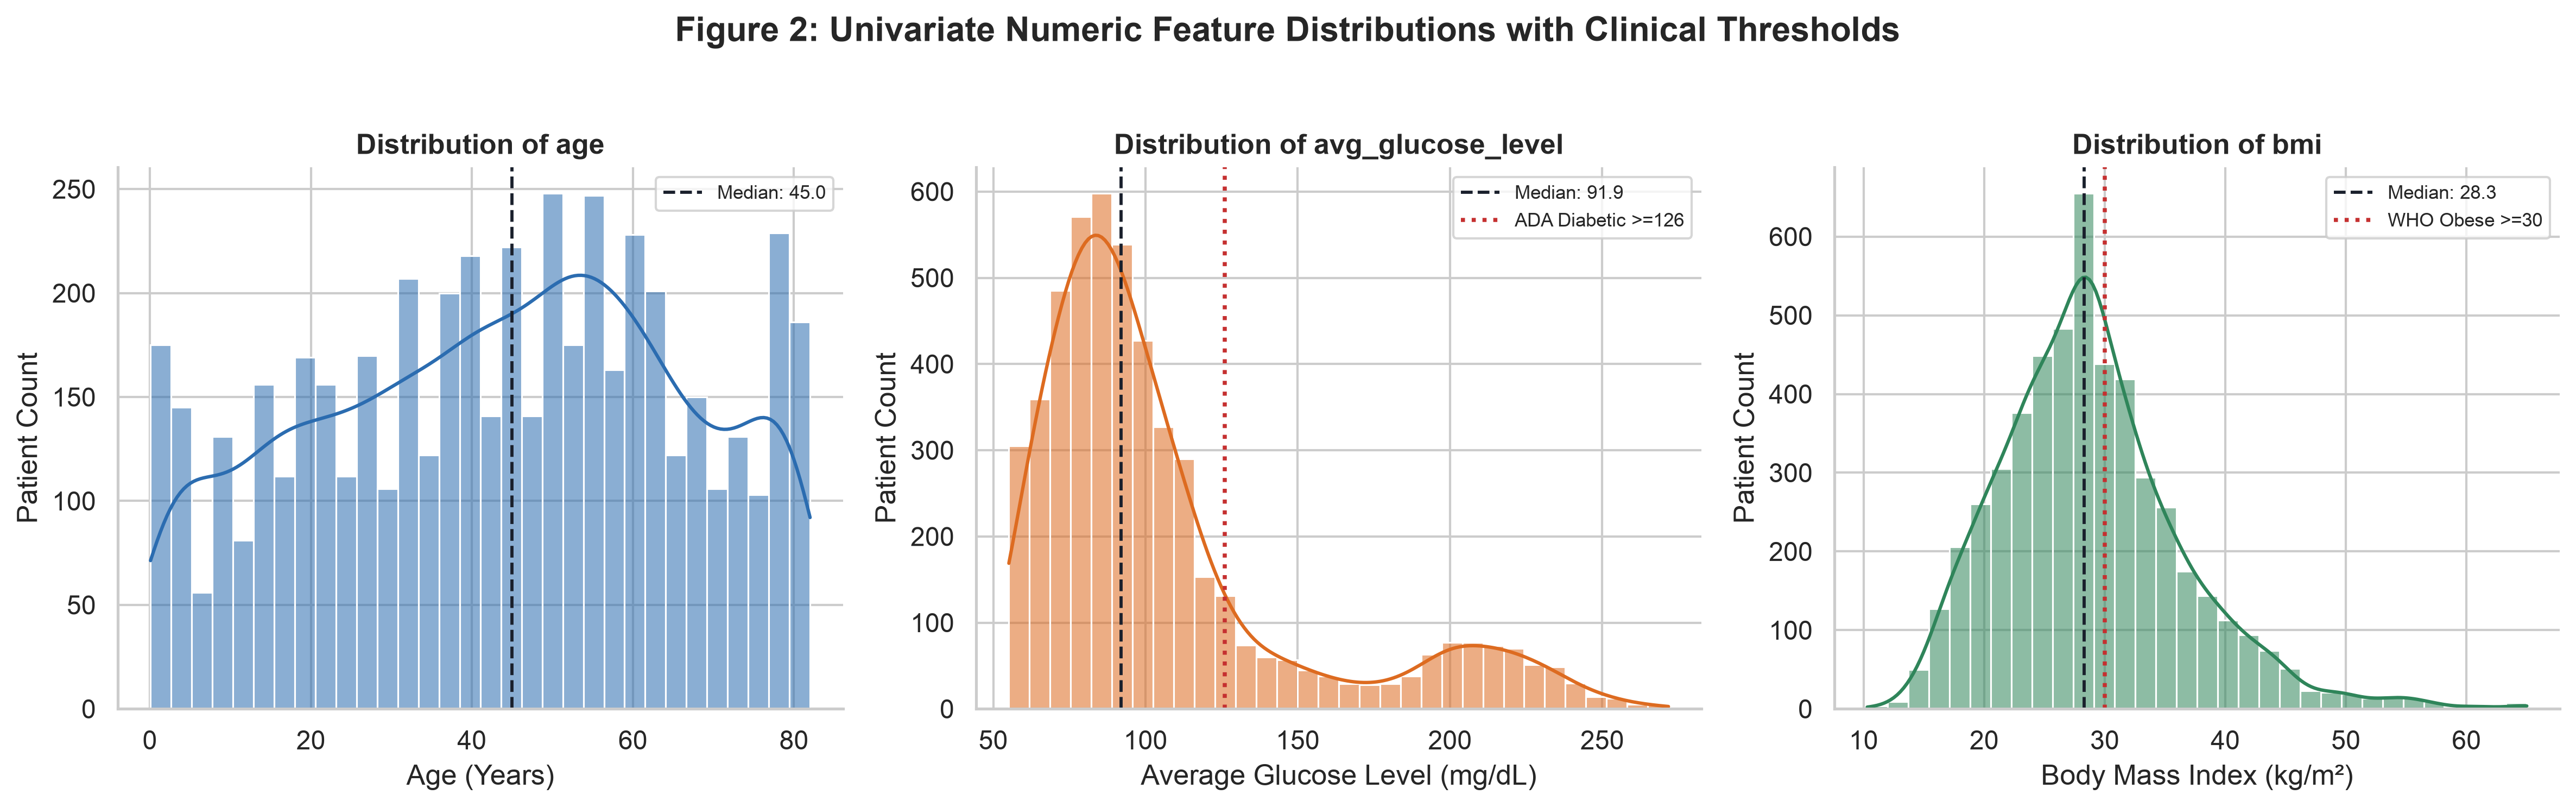 Figure 2: Univariate Numeric Feature Distributions with Clinical Thresholds
Distribution of age
Median: 45.0
250
200
150
100
50
0
Patient Count
0 20 40 60 80
Age (Years)
Distribution of avg_glucose_level
Median: 91.9
ADA Diabetic >=126
600
500
400
300
200
100
0
Patient Count
50 100 150 200 250
Average Glucose Level (mg/dL)
Distribution of bmi
Median: 28.3
WHO Obese >=30
600
500
400
300
200
100
0
Patient Count
10 20 30 40 50 60
Body Mass Index (kg/m²)